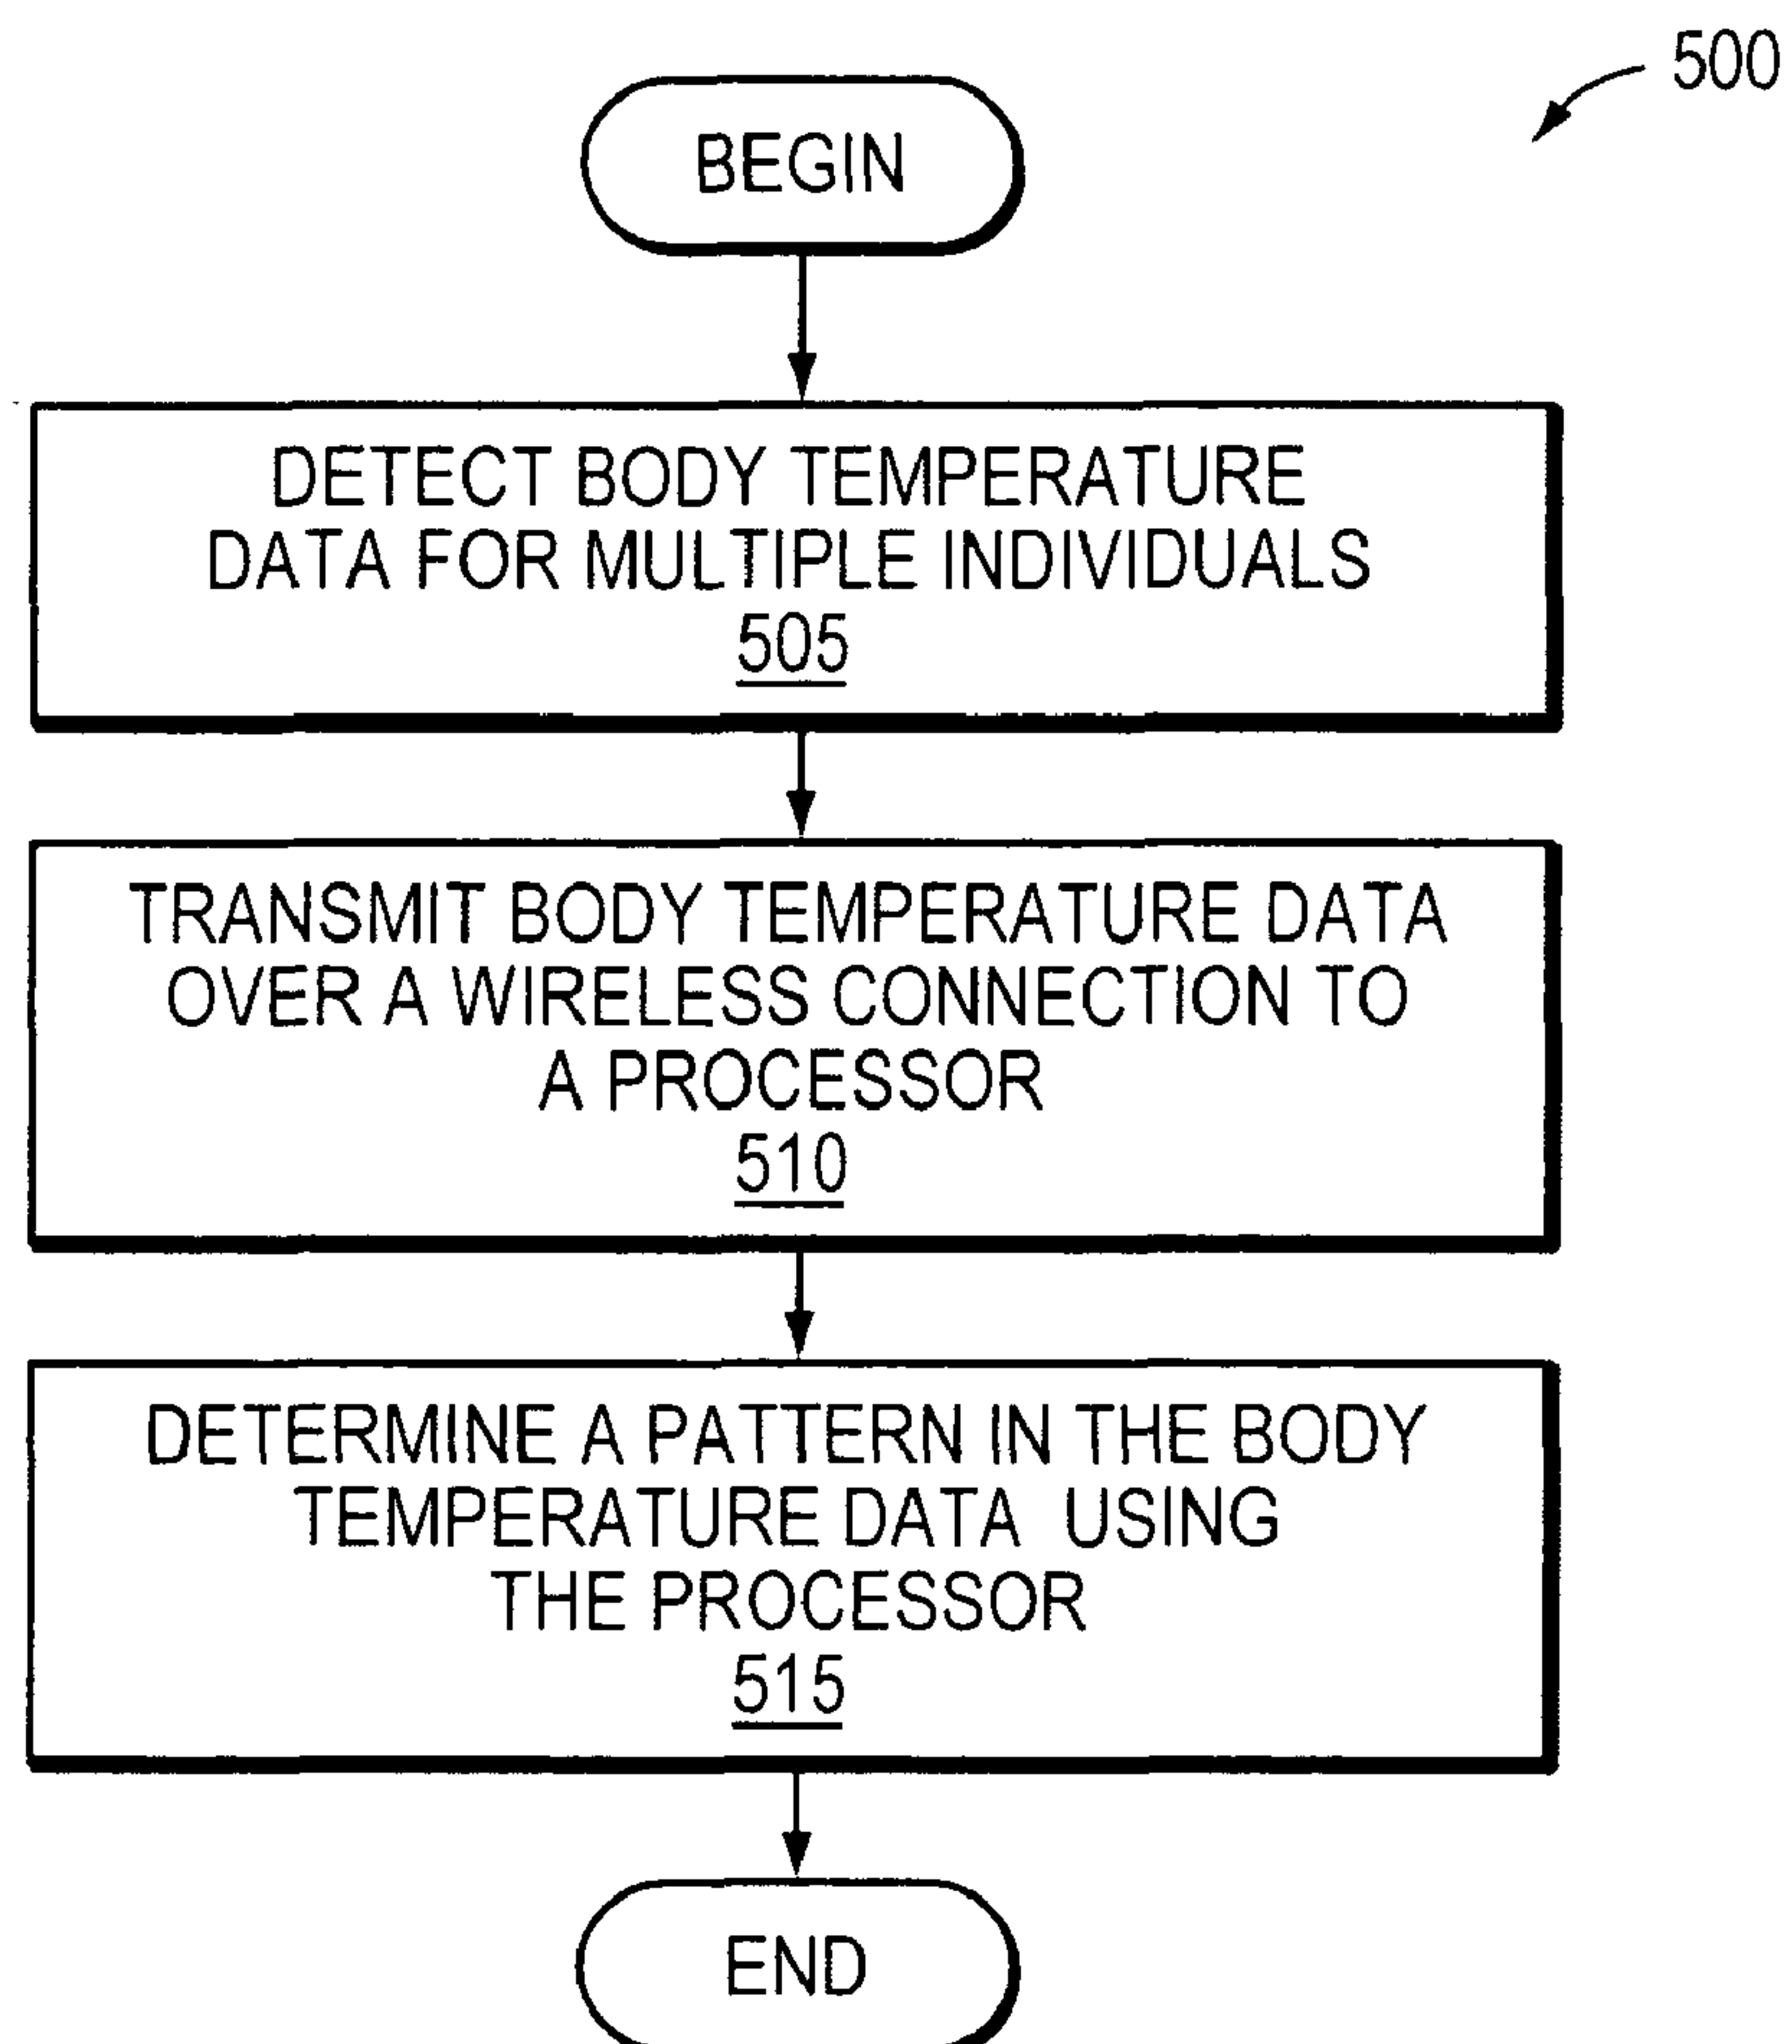 500
BEGIN
DETECT BODY TEMPERATURE
DATA FOR MULTIPLE INDIVIDUALS
505
TRANSMIT BODY TEMPERATURE DATA
OVER A WIRELESS CONNECTION TO
A PROCESSOR
510
DETERMINE A PATTERN IN THE BODY
TEMPERATURE DATA USING
THE PROCESSOR
515
END